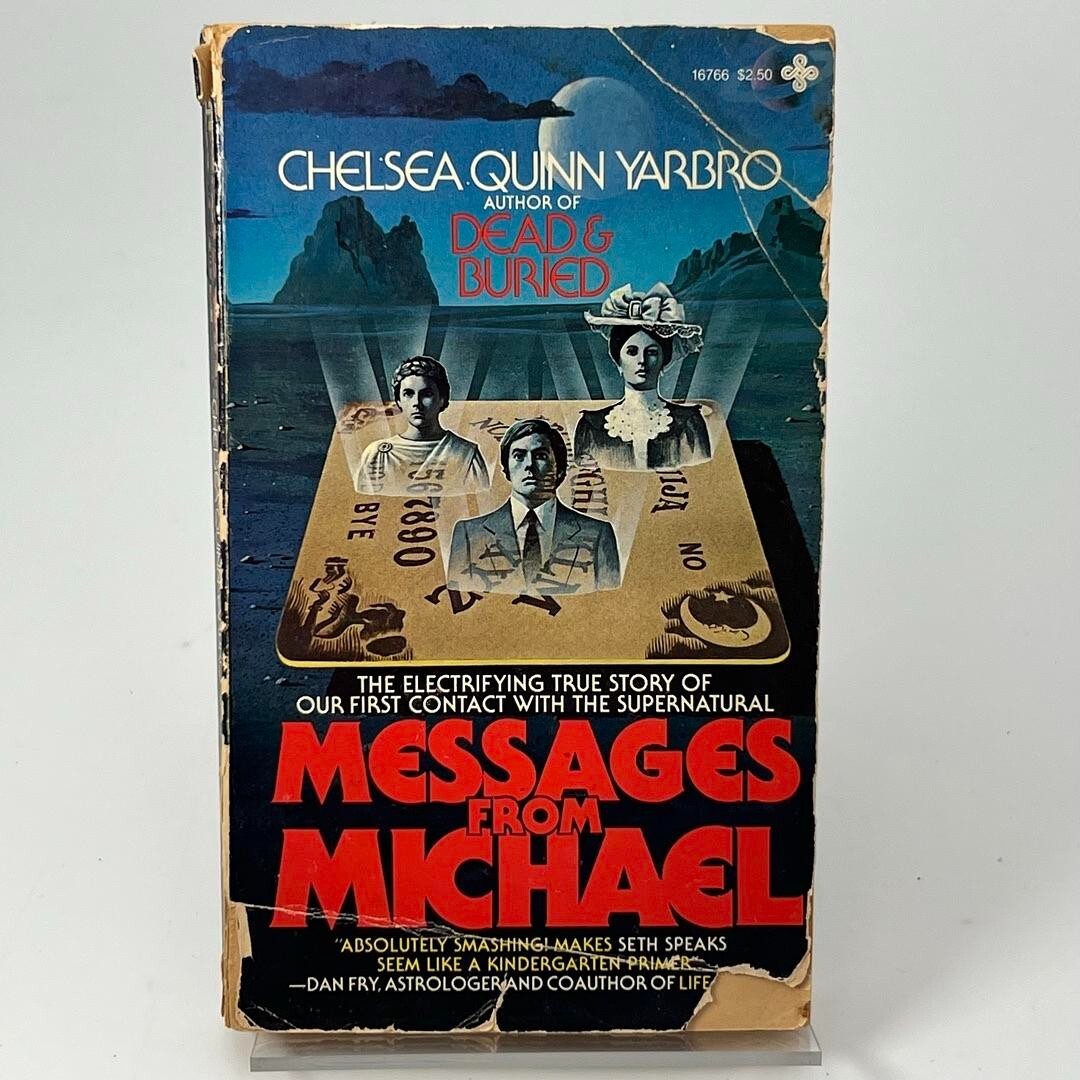 16766 $2.50
CHELSEA QUINN YARBRO
AUTHOR OF
DEAD &
BURIED
567890
BYE
OUIJA
NO
THE ELECTRIFYING TRUE STORY OF
OUR FIRST CONTACT WITH THE SUPERNATURAL
MESSAGES
FROM
MICHAEL
"ABSOLUTELY SMASHING! MAKES SETH SPEAKS
SEEM LIKE A KINDERGARTEN PRIMER"
—DAN FRY, ASTROLOGER AND COAUTHOR OF LIFE